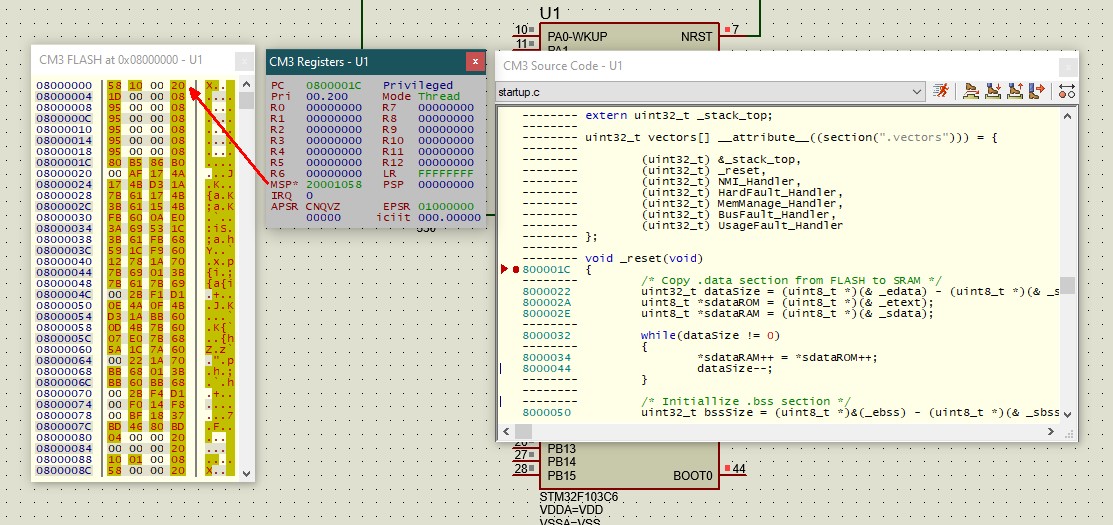 U1
10
11
PA0-WKUP
PA1
NRST
7
CM3 FLASH at 0x08000000 - U1
08000000 58 10 00 20 X..
08000004 1D 00 00 08 ....
08000008 95 00 00 08 ....
0800000C 95 00 00 08 ....
08000010 95 00 00 08 ....
08000014 95 00 00 08 ....
08000018 95 00 00 08 ....
0800001C 80 B5 86 B0 ....
08000020 00 AF 17 4A ...J
08000024 17 4B D3 1A .K..
08000028 7B 61 17 4B {a.K
0800002C 3B 61 15 4B ;a.K
08000030 FB 60 0A E0 .`..
08000034 3A 69 53 1C :iS.
08000038 3B 61 FB 68 ;a.h
0800003C 59 1C F9 60 Y..`
08000040 12 78 1A 70 .x.p
08000044 7B 69 01 3B {i.;
08000048 7B 61 7B 69 {a{i
0800004C 00 2B F1 D1 .+..
08000050 0E 4A 0F 4B .J.K
08000054 D3 1A BB 60 ...`
08000058 0D 4B 7B 60 .K{`
0800005C 07 E0 7B 68 ..{h
08000060 5A 1C 7A 60 Z.z`
08000064 00 22 1A 70 .".p
08000068 BB 68 01 3B .h.;
0800006C BB 60 BB 68 .`.h
08000070 00 2B F4 D1 .+..
08000074 00 F0 14 F8 ....
08000078 00 BF 18 37 ...7
0800007C BD 46 80 BD .F..
08000080 04 00 00 20 ...
08000084 00 00 00 20 ...
08000088 10 01 00 08 ....
0800008C 58 00 00 20 X..
CM3 Registers - U1
PC 0800001C Privileged
Pri 00.200 Mode Thread
R0 00000000 R7 00000000
R1 00000000 R8 00000000
R2 00000000 R9 00000000
R3 00000000 R10 00000000
R4 00000000 R11 00000000
R5 00000000 R12 00000000
R6 00000000 LR FFFFFFFF
MSP* 20001058 PSP 00000000
IRQ 0
APSR CNQVZ EPSR 01000000
00000 iciit 000.00000
CM3 Source Code - U1
startup.c
-------- extern uint32_t _stack_top;
--------
-------- uint32_t vectors[] __attribute__((section(".vectors"))) = {
--------
-------- (uint32_t) &_stack_top,
-------- (uint32_t) _reset,
-------- (uint32_t) NMI_Handler,
-------- (uint32_t) HardFault_Handler,
-------- (uint32_t) MemManage_Handler,
-------- (uint32_t) BusFault_Handler,
-------- (uint32_t) UsageFault_Handler
-------- };
--------
-------- void _reset(void)
800001C {
-------- /* Copy .data section from FLASH to SRAM */
8000022 uint32_t dataSize = (uint8_t *)(& _edata) - (uint8_t *)(& _s
800002A uint8_t *sdataROM = (uint8_t *)(& _etext);
800002E uint8_t *sdataRAM = (uint8_t *)(& _sdata);
--------
8000032 while(dataSize != 0)
-------- {
8000034 *sdataRAM++ = *sdataROM++;
8000044 dataSize--;
-------- }
--------
-------- /* Initiallize .bss section */
8000050 uint32_t bssSize = (uint8_t *)&(_ebss) - (uint8_t *)(& _sbss
27
28
PB13
PB14
PB15
BOOT0
44
STM32F103C6
VDDA=VDD
VSSA=VSS